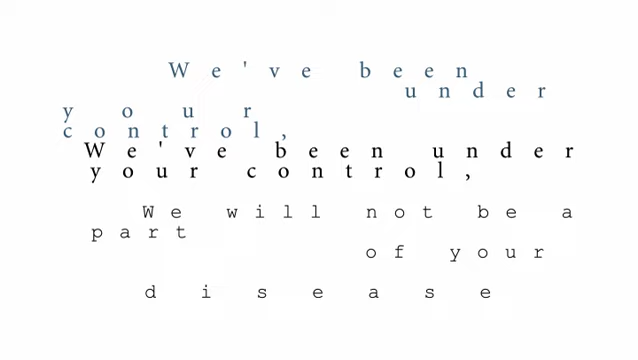 We've been
under
your
control,
We've been under
your control,
We will not be a
part
of your
disease